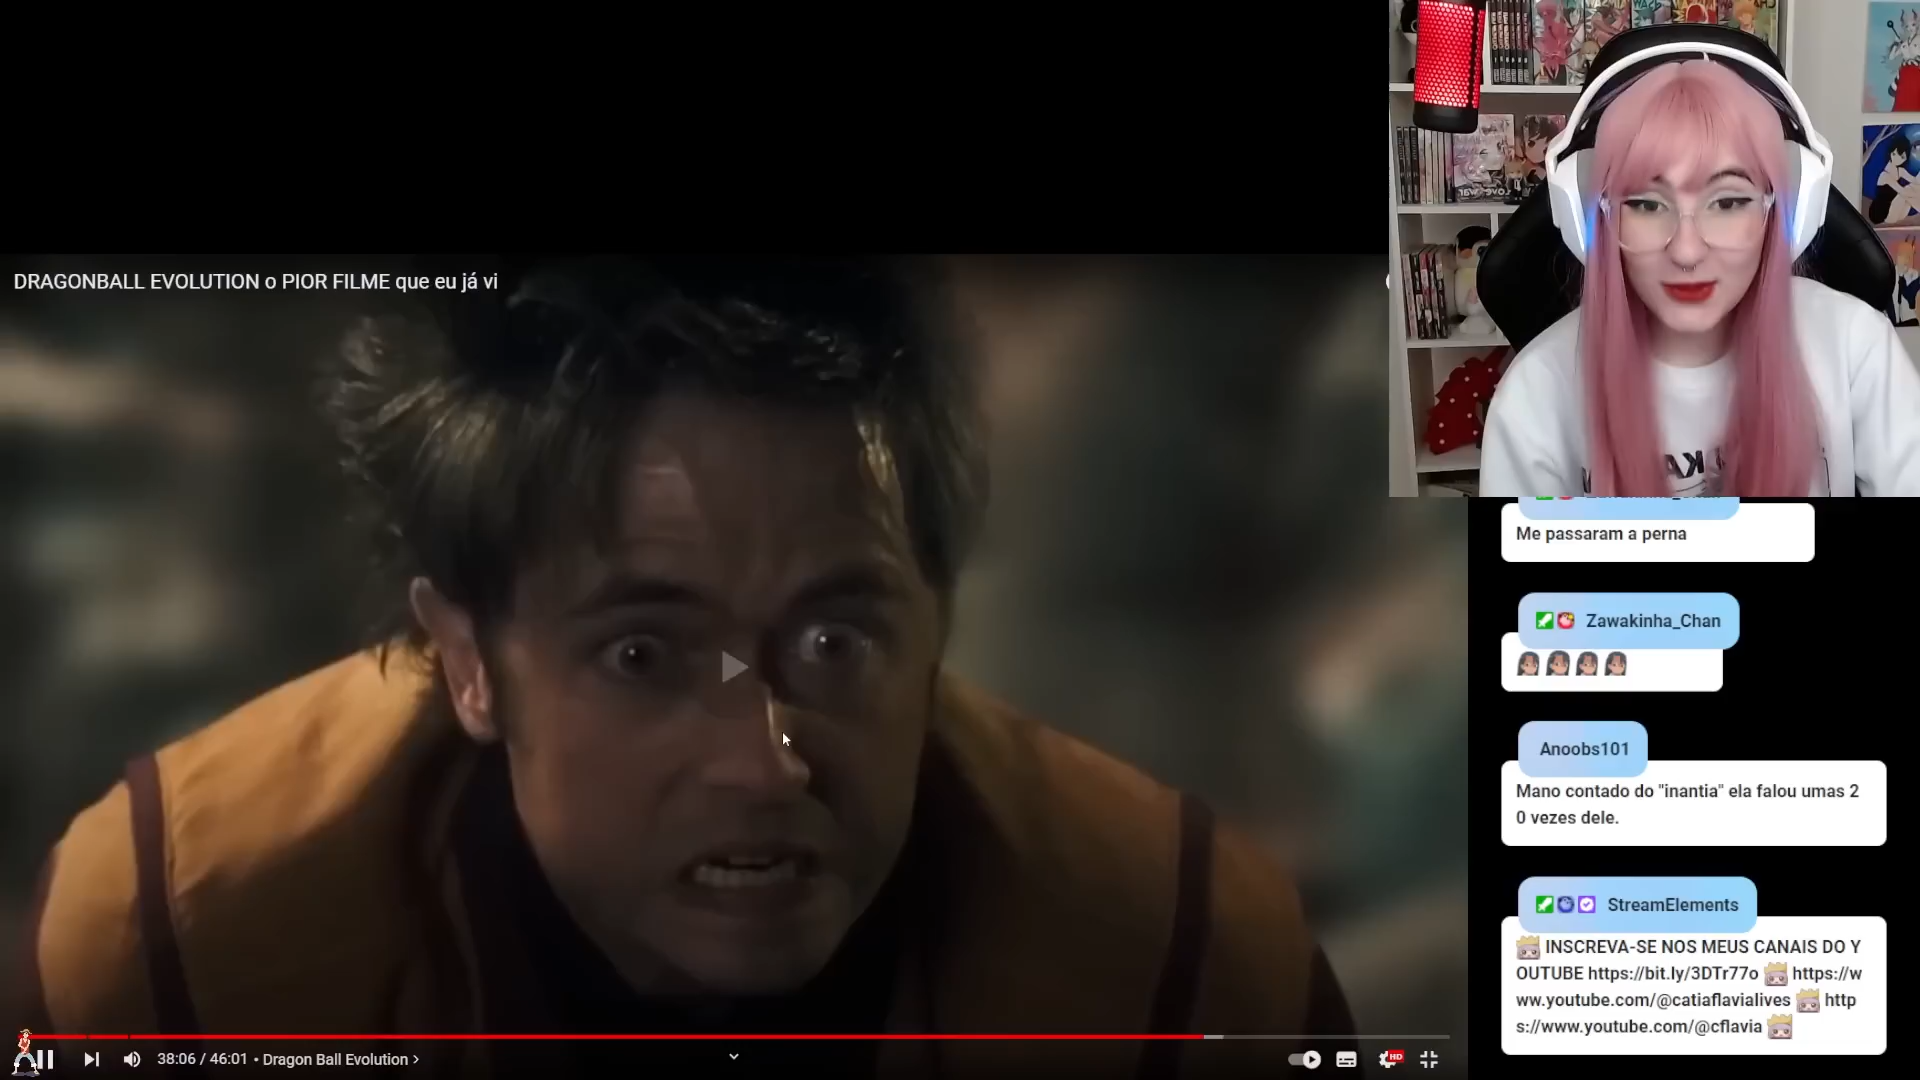 DRAGONBALL EVOLUTION o PIOR FILME que eu já vi
Me passaram a perna
Zawakinha_Chan
Anoobs101
Mano contado do "inantia" ela falou umas 2
0 vezes dele.
StreamElements
INSCREVA-SE NOS MEUS CANAIS DO Y
OUTUBE https://bit.ly/3DTr77o https://w
ww.youtube.com/@catiaflavialives http
s://www.youtube.com/@cflavia
38:06 / 46:01 • Dragon Ball Evolution >
HD